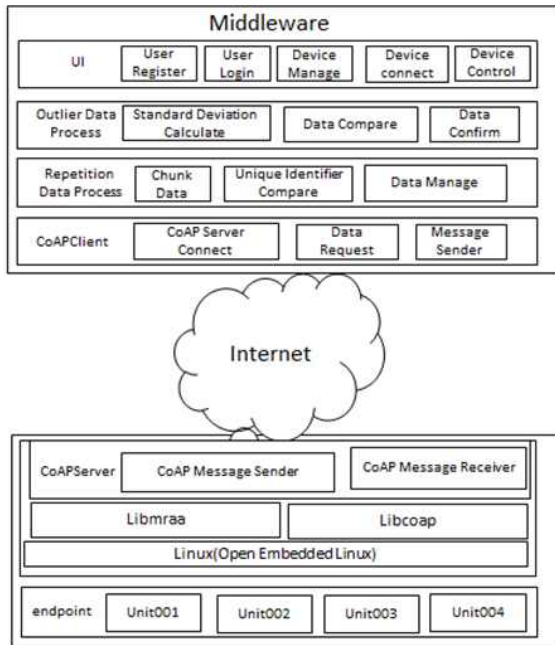 Middleware
UI
User
Register
User
Login
Device
Manage
Device
connect
Device
Control
Outlier Data
Process
Standard Deviation
Calculate
Data Compare
Data
Confirm
Repetition
Data Process
Chunk
Data
Unique Identifier
Compare
Data Manage
CoAPClient
CoAP Server
Connect
Data
Request
Message
Sender
Internet
CoAPServer
CoAP Message Sender
CoAP Message Receiver
Libmraa
Libcoap
Linux(Open Embedded Linux)
endpoint
Unit001
Unit002
Unit003
Unit004